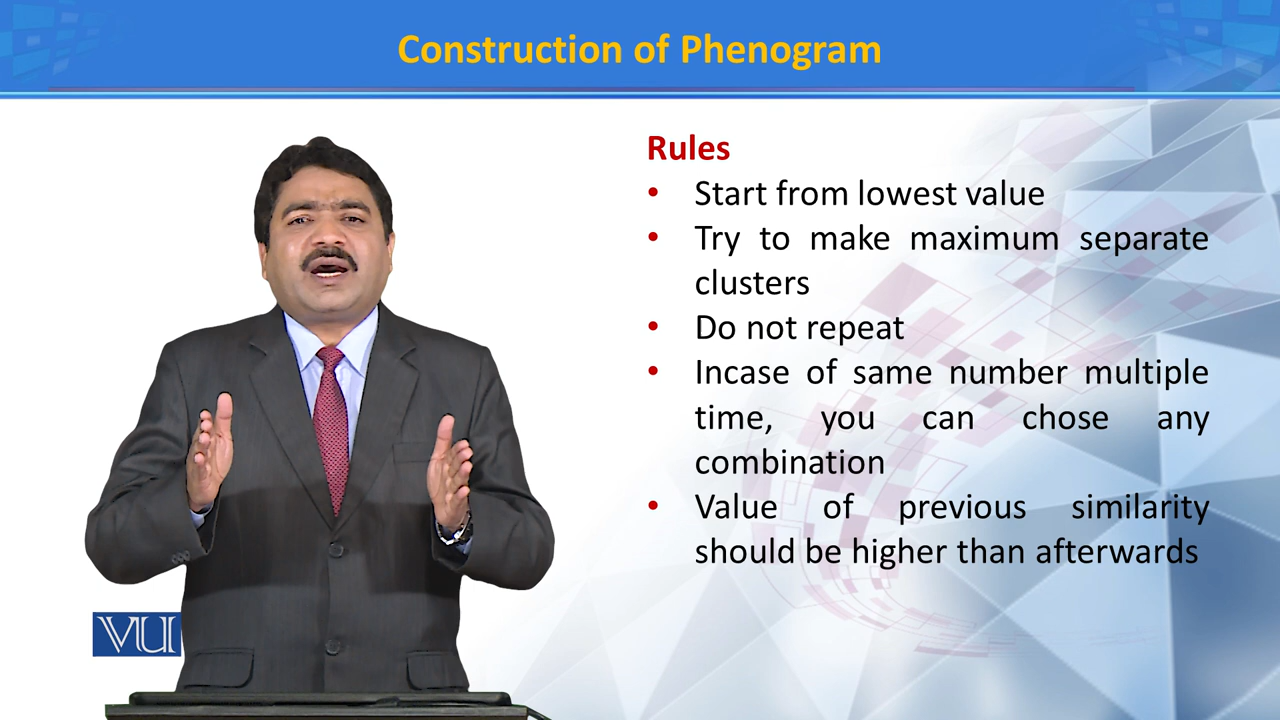 Construction of Phenogram
Rules
• Start from lowest value
• Try to make maximum separate
clusters
• Do not repeat
• Incase of same number multiple
time, you can chose any
combination
• Value of previous similarity
should be higher than afterwards
VU